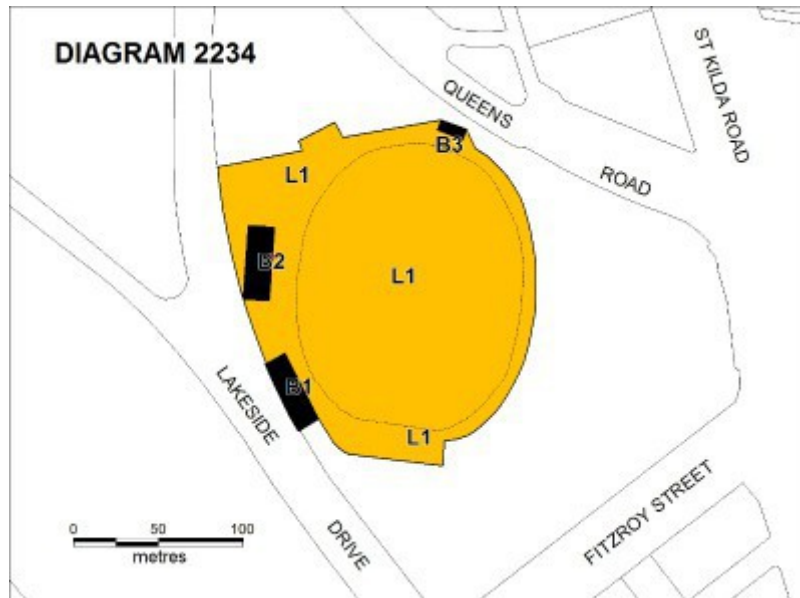 DIAGRAM 2234
ST KILDA ROAD
QUEENS
ROAD
B3
L1
B2
L1
B1
L1
LAKESIDE
DRIVE
FITZROY STREET
0 50 100
metres